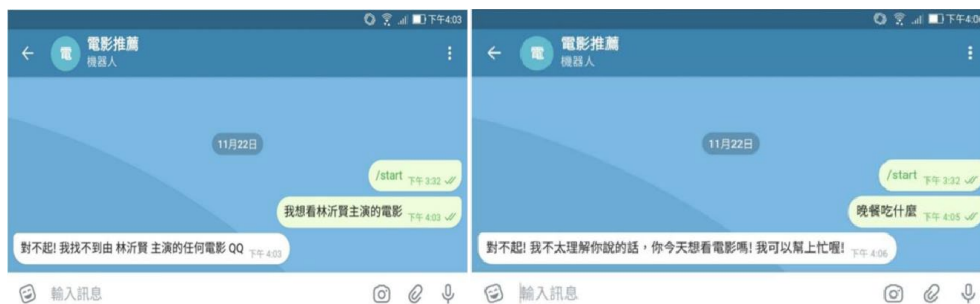 下午4:03
電
電影推薦
機器人
11月22日
/start 下午 3:32
我想看林沂賢主演的電影 下午 4:03
對不起! 我找不到由 林沂賢 主演的任何電影 QQ 下午 4:03
輸入訊息
下午4:06
電
電影推薦
機器人
11月22日
/start 下午 3:32
晚餐吃什麼 下午 4:05
對不起! 我不太理解你說的話，你今天想看電影嗎! 我可以幫上忙喔! 下午 4:06
輸入訊息